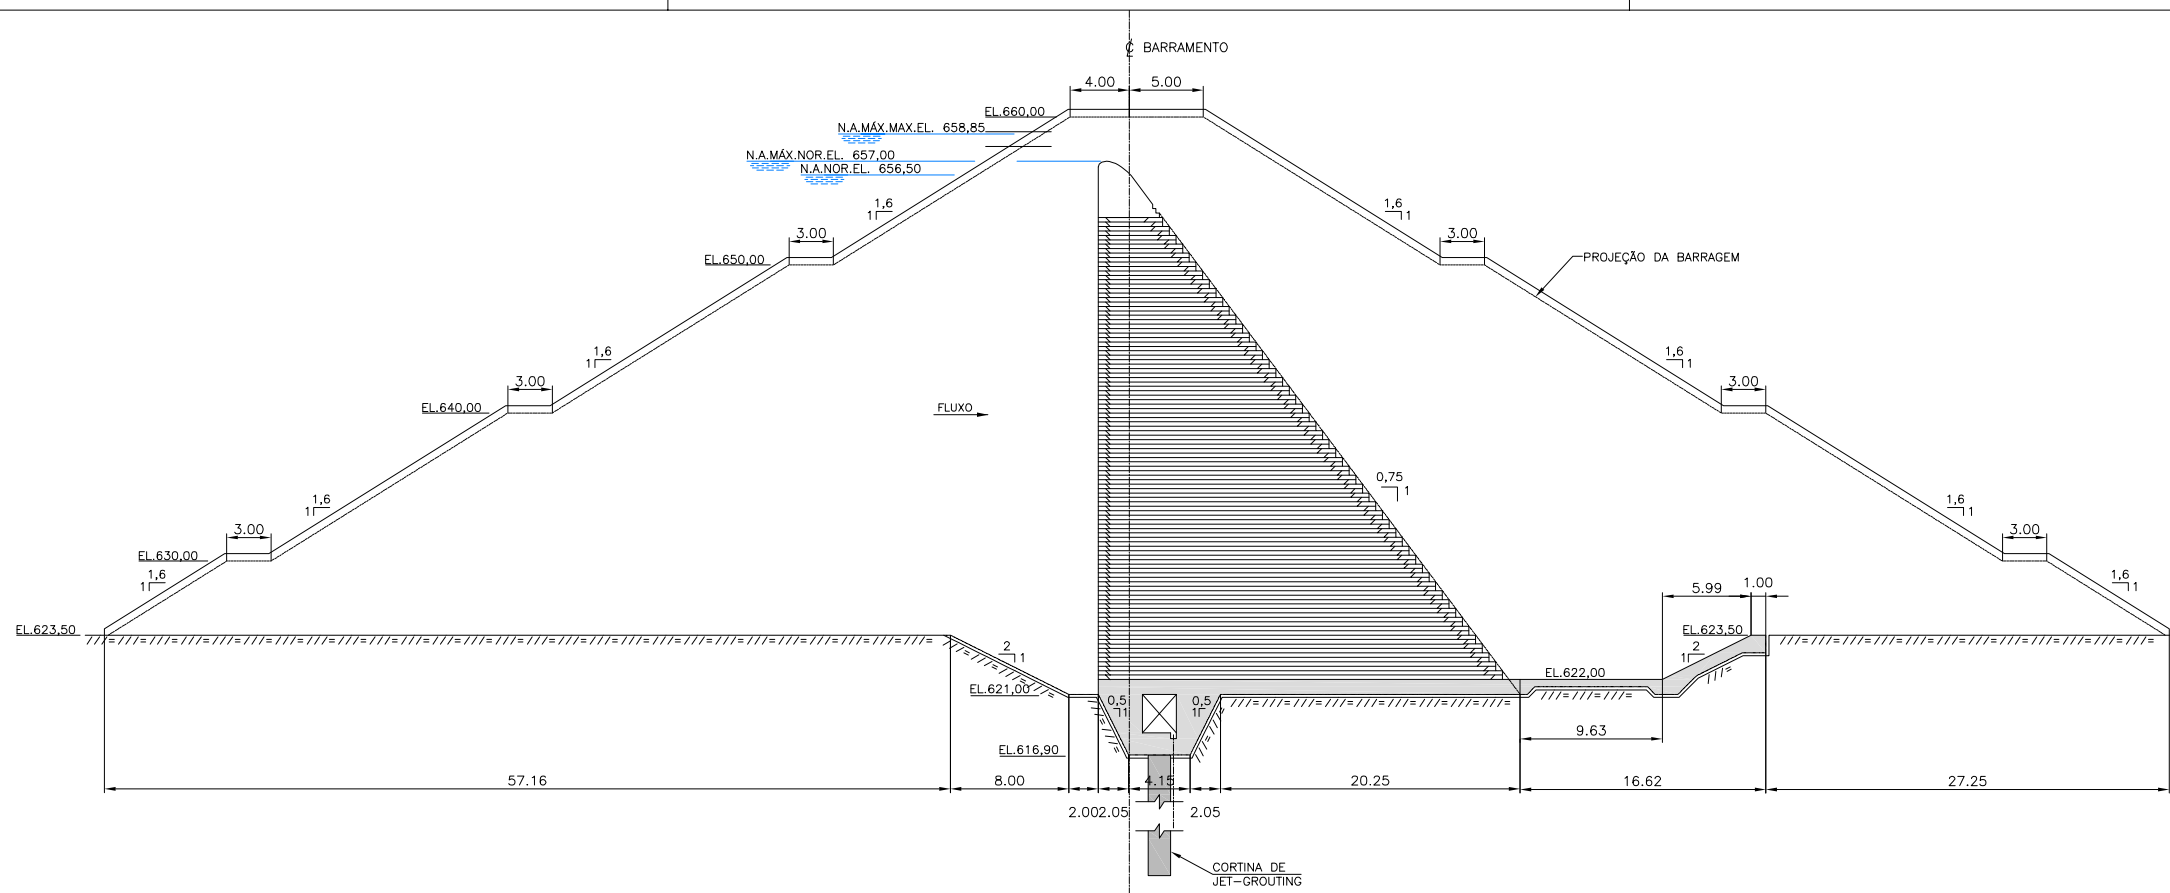 ℄ BARRAMENTO
4.00
5.00
EL.660,00
N.A.MÁX.MAX.EL. 658,85
N.A.MÁX.NOR.EL. 657,00
N.A.NOR.EL. 656,50
1,6
1
1,6
1
3.00
3.00
EL.650,00
PROJEÇÃO DA BARRAGEM
1,6
1
1,6
1
3.00
3.00
EL.640,00
FLUXO
0,75
1
1,6
1
1,6
1
3.00
3.00
EL.630,00
1,6
1
1,6
1
5.99
1.00
EL.623,50
EL.623,50
2
1
2
1
EL.622,00
EL.621,00
0,5
1
0,5
1
9.63
EL.616,90
57.16
8.00
4.15
20.25
16.62
27.25
2.00
2.05
2.05
CORTINA DE
JET-GROUTING